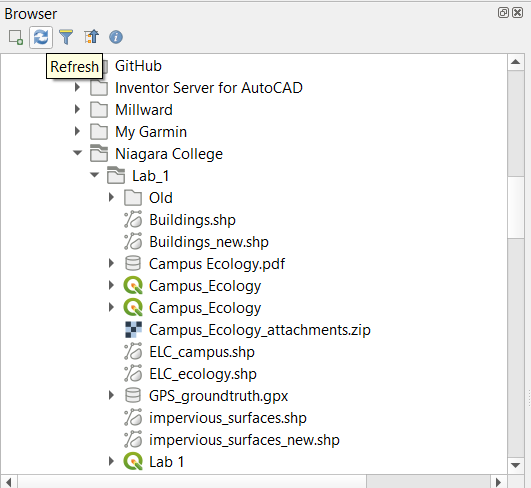 Browser
Refresh
GitHub
Inventor Server for AutoCAD
Millward
My Garmin
Niagara College
Lab_1
Old
Buildings.shp
Buildings_new.shp
Campus Ecology.pdf
Campus_Ecology
Campus_Ecology
Campus_Ecology_attachments.zip
ELC_campus.shp
ELC_ecology.shp
GPS_groundtruth.gpx
impervious_surfaces.shp
impervious_surfaces_new.shp
Lab 1